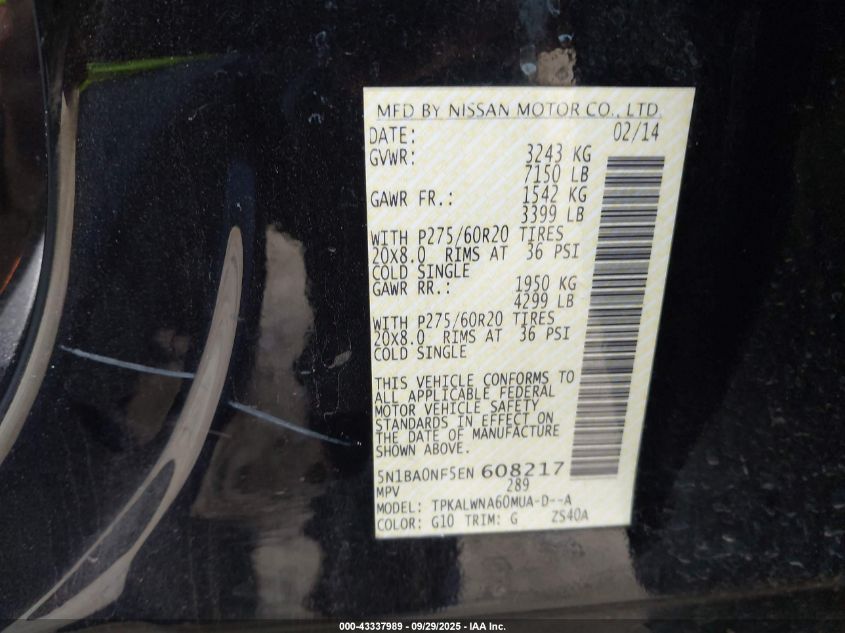 MFD BY NISSAN MOTOR CO., LTD.
DATE: 02/14
GVWR: 3243 KG
7150 LB
GAWR FR.: 1542 KG
3399 LB
WITH P275/60R20 TIRES
20X8.0 RIMS AT 36 PSI
COLD SINGLE
GAWR RR.: 1950 KG
4299 LB
WITH P275/60R20 TIRES
20X8.0 RIMS AT 36 PSI
COLD SINGLE
THIS VEHICLE CONFORMS TO
ALL APPLICABLE FEDERAL
MOTOR VEHICLE SAFETY
STANDARDS IN EFFECT ON
THE DATE OF MANUFACTURE
SHOWN ABOVE.
5N1BA0NF5EN 608217
MPV 289
MODEL: TPKALWNA60MUA-D--A
COLOR: G10 TRIM: G ZS40A
000-43337989 - 09/29/2025 - IAA Inc.